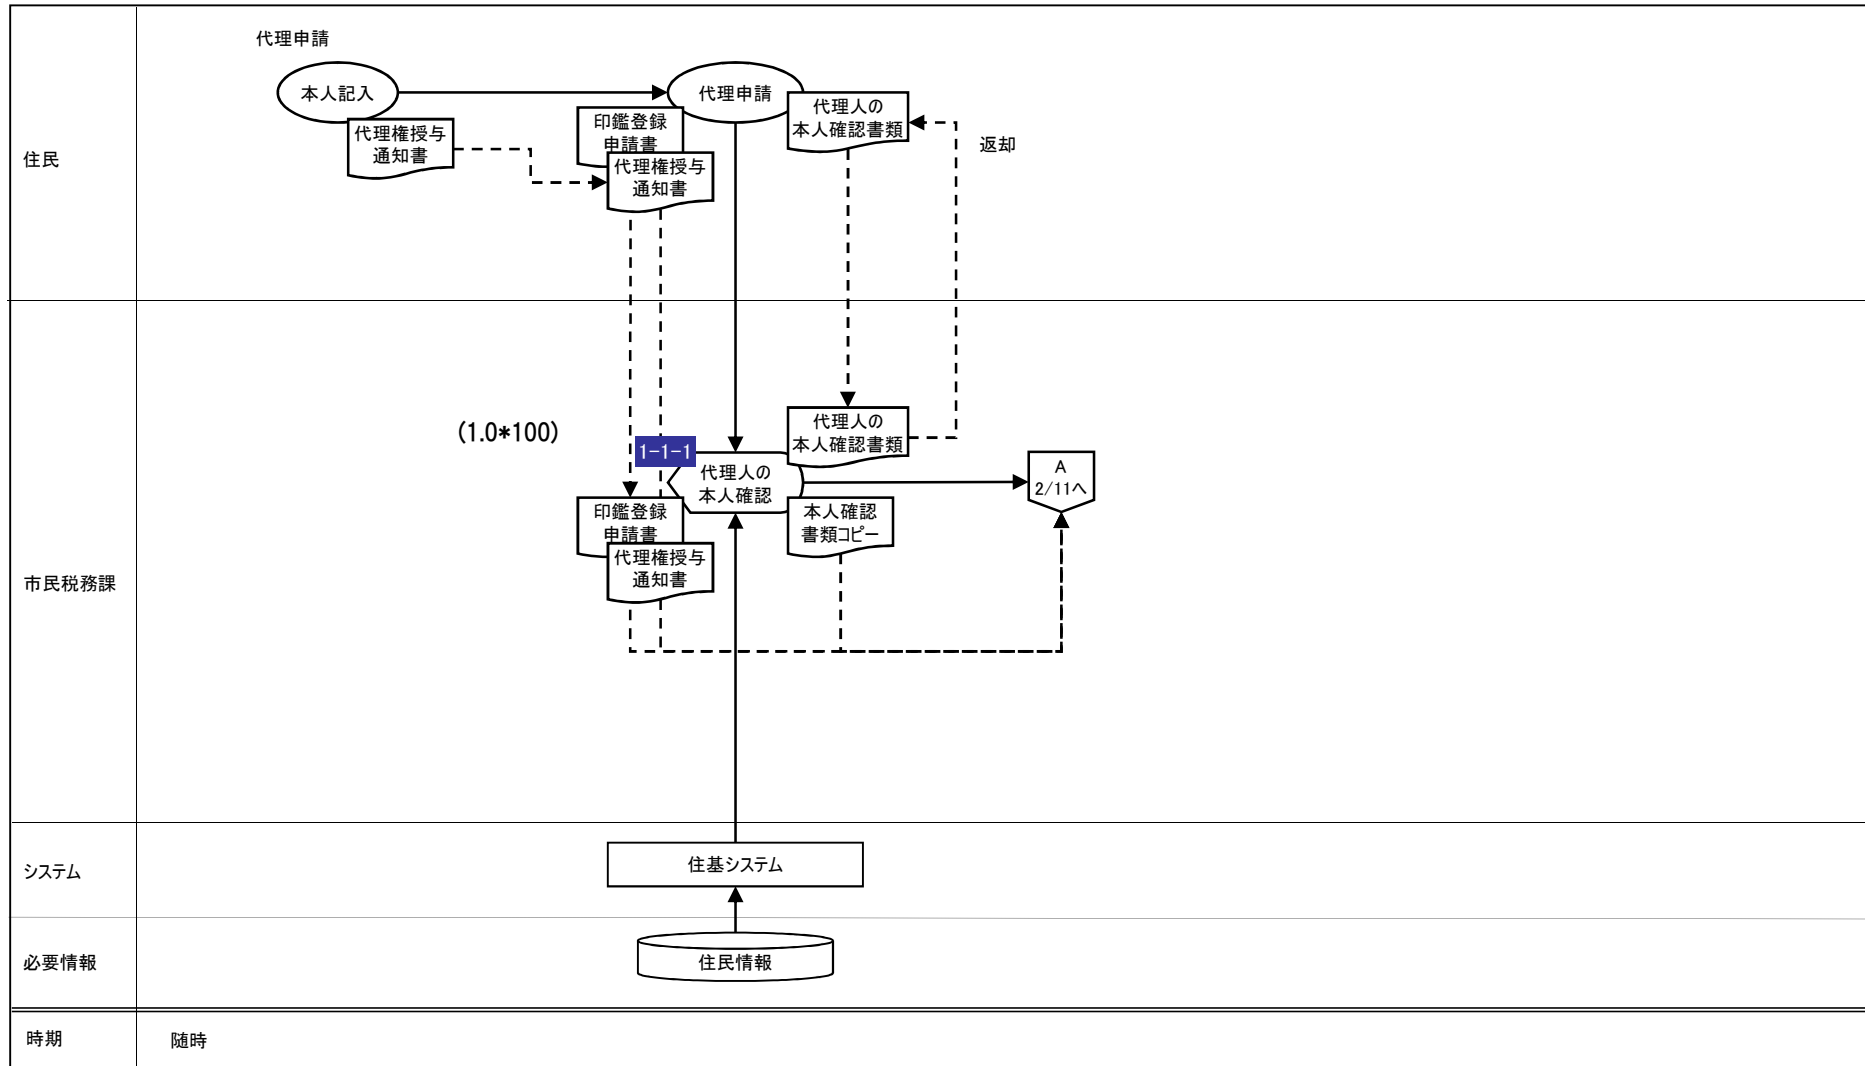 代理申請
本人記入
代理申請
代理人の
本人確認書類
印鑑登録
申請書
代理権授与
通知書
代理権授与
通知書
返却
住民
(1.0*100)
1-1-1
代理人の
本人確認書類
代理人の
本人確認
A
2/11へ
印鑑登録
申請書
本人確認
書類コピー
代理権授与
通知書
市民税務課
住基システム
システム
住民情報
必要情報
時期
随時